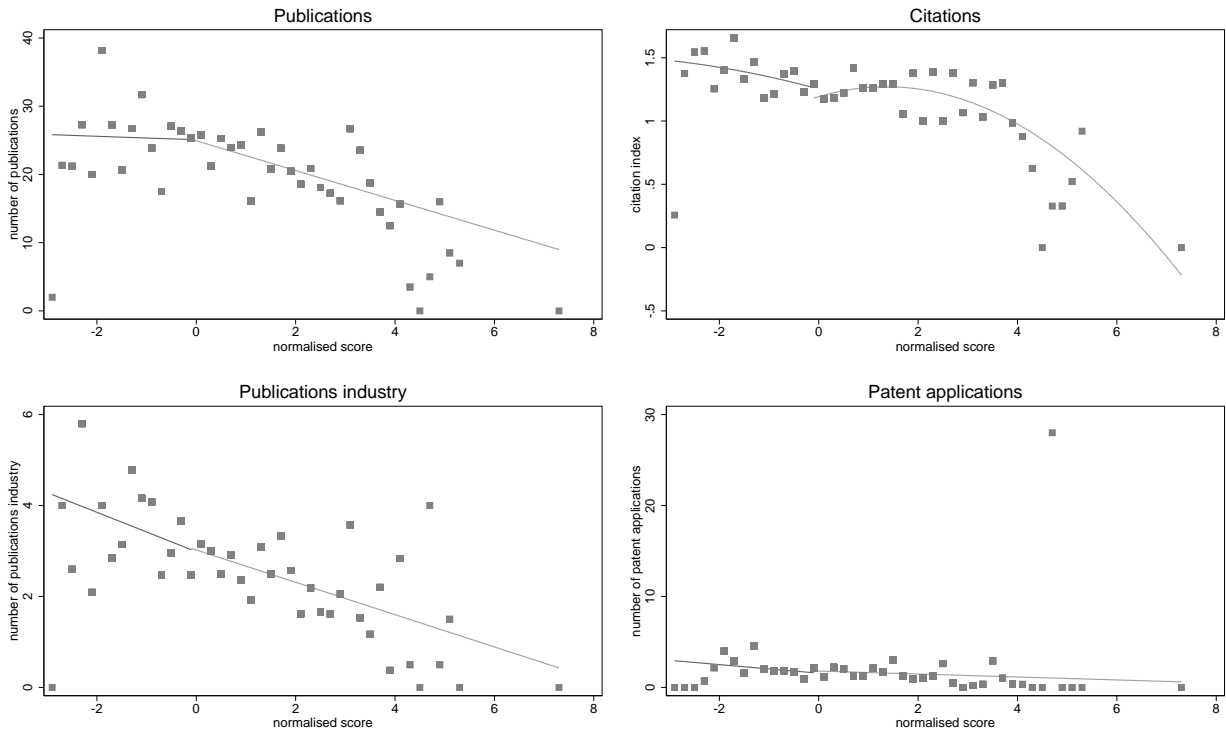 Publications
number of publications
40
30
20
10
0
-2 0 2 4 6 8
normalised score
Citations
citation index
1.5
1
.5
0
-.5
-2 0 2 4 6 8
normalised score
Publications industry
number of publications industry
6
4
2
0
-2 0 2 4 6 8
normalised score
Patent applications
number of patent applications
30
20
10
0
-2 0 2 4 6 8
normalised score